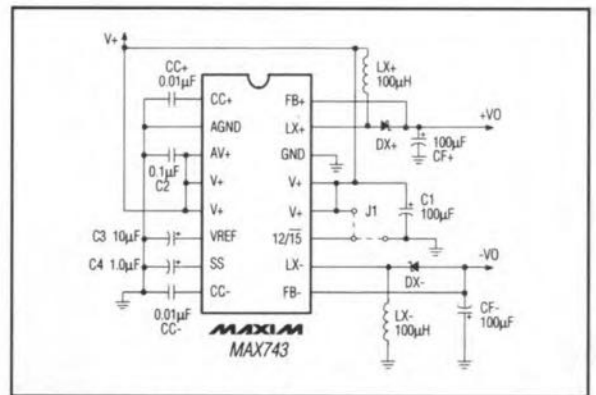 V+
CC+
0.01µF
CC+
AGND
AV+
0.1µF
C2
V+
V+
C3 10µF
VREF
C4 1.0µF
SS
CC-
0.01µF
CC-
FB+
LX+
GND
V+
V+
12/15
LX-
FB-
LX+
100µH
DX+
+VO
100µF
CF+
J1
C1
100µF
-VO
DX-
LX-
100µH
CF-
100µF
MAXIM
MAX743